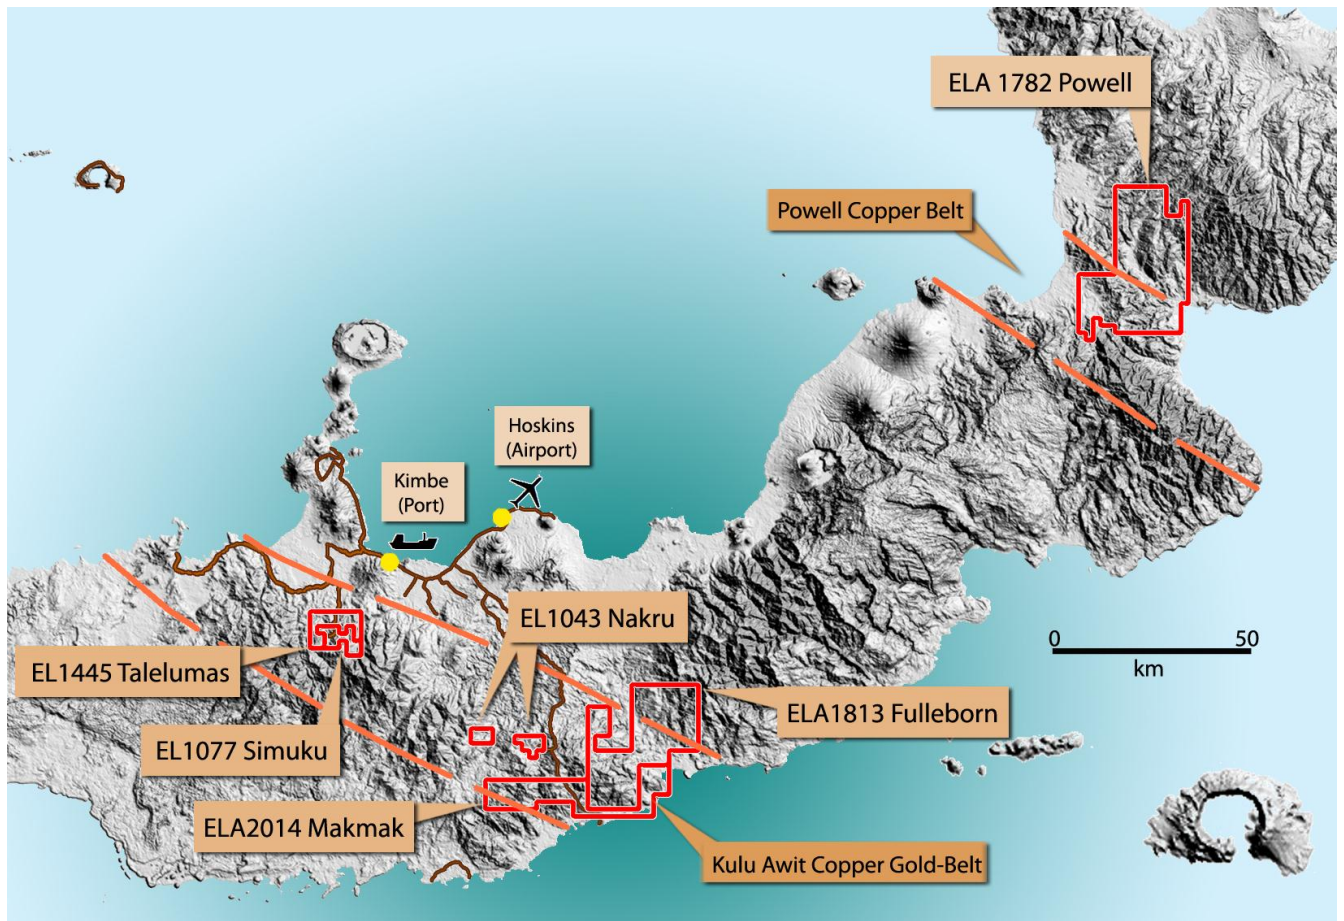 ELA 1782 Powell
Powell Copper Belt
Hoskins
(Airport)
Kimbe
(Port)
EL1043 Nakru
0 50
km
EL1445 Talelumas
ELA1813 Fulleborn
EL1077 Simuku
ELA2014 Makmak
Kulu Awit Copper Gold-Belt